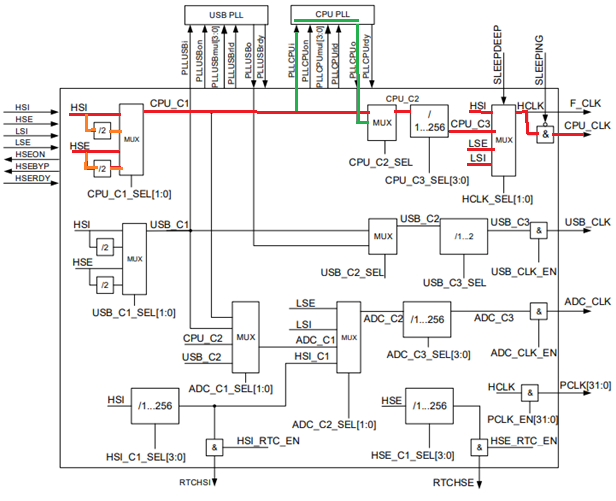 USB PLL
CPU PLL
PLLUSBi
PLLUSBon
PLLUSBmul[3:0]
PLLUSBrld
PLLUSBo
PLLUSBrdy
PLLCPUi
PLLCPUon
PLLCPUmul[3:0]
PLLCPUrld
PLLCPUo
PLLCPUrdy
SLEEPDEEP
SLEEPING
HSI
HSE
LSI
LSE
HSEON
HSEBYP
HSERDY
HSI
/2
HSE
/2
MUX
CPU_C1
CPU_C1_SEL[1:0]
MUX
CPU_C2
CPU_C2_SEL
/
1...256
CPU_C3_SEL[3:0]
HSI
CPU_C3
LSE
LSI
MUX
HCLK
HCLK_SEL[1:0]
&
F_CLK
CPU_CLK
HSI
/2
HSE
/2
MUX
USB_C1
USB_C1_SEL[1:0]
MUX
USB_C2
USB_C2_SEL
/1...2
USB_C3
USB_C3_SEL
&
USB_CLK
USB_CLK_EN
CPU_C2
USB_C2
MUX
ADC_C1_SEL[1:0]
LSE
LSI
ADC_C1
HSI_C1
MUX
ADC_C2
ADC_C2_SEL[1:0]
/1...256
ADC_C3
ADC_C3_SEL[3:0]
&
ADC_CLK
ADC_CLK_EN
HSI
/1...256
HSI_C1_SEL[3:0]
&
HSI_RTC_EN
RTCHSI
HSE
/1...256
HSE_C1_SEL[3:0]
&
HSE_RTC_EN
RTCHSE
HCLK
&
PCLK[31:0]
PCLK_EN[31:0]